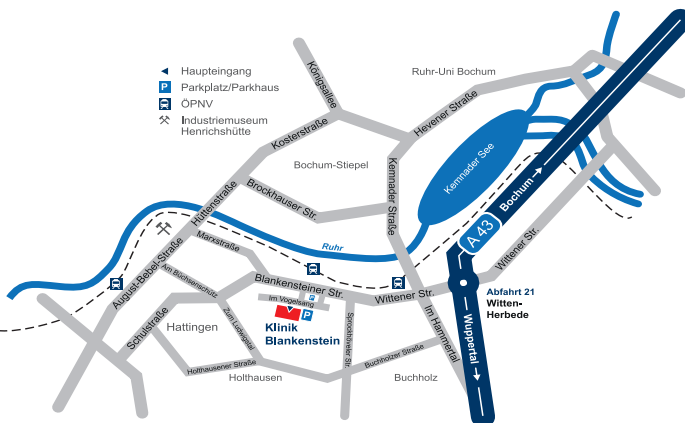 Haupteingang
P
Parkplatz/Parkhaus
ÖPNV
Industriemuseum
Henrichshütte
Königsallee
Ruhr-Uni Bochum
Hevener Straße
Kosterstraße
Bochum-Stiepel
Kemnader Straße
Kemnader See
Brockhauser Str.
Hüttenstraße
Bochum
A 43
Wittener Str.
Ruhr
Marxstraße
August-Bebel-Straße
Am Büchsenschütz
Blankensteiner Str.
Wittener Str.
Abfahrt 21
Witten-
Herbede
P
Im Vogelsang
P
Klinik
Blankenstein
Zum Ludwigstal
Sprockhöveler Str.
Im Hammertal
Wuppertal
Schulstraße
Hattingen
Holthausener Straße
Holthausen
Buchholzer Straße
Buchholz